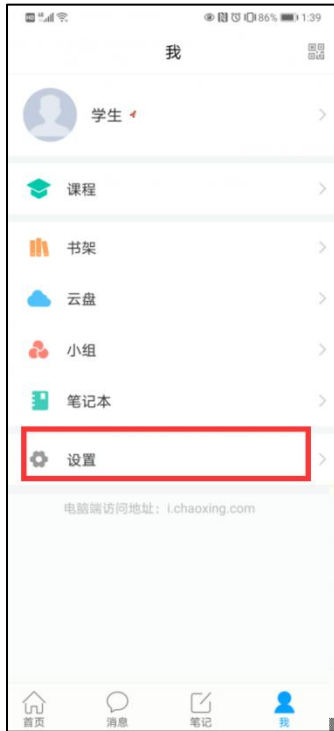 86% 1:39
我
学生
课程
书架
云盘
小组
笔记本
设置
电脑端访问地址：i.chaoxing.com
首页 消息 笔记 我